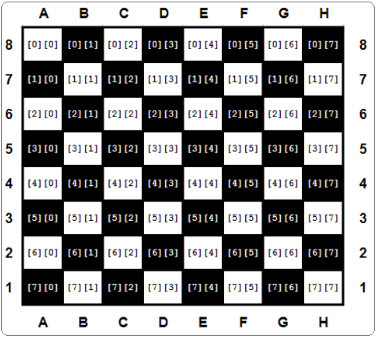 A B C D E F G H
8 [0][0] [0][1] [0][2] [0][3] [0][4] [0][5] [0][6] [0][7] 8
7 [1][0] [1][1] [1][2] [1][3] [1][4] [1][5] [1][6] [1][7] 7
6 [2][0] [2][1] [2][2] [2][3] [2][4] [2][5] [2][6] [2][7] 6
5 [3][0] [3][1] [3][2] [3][3] [3][4] [3][5] [3][6] [3][7] 5
4 [4][0] [4][1] [4][2] [4][3] [4][4] [4][5] [4][6] [4][7] 4
3 [5][0] [5][1] [5][2] [5][3] [5][4] [5][5] [5][6] [5][7] 3
2 [6][0] [6][1] [6][2] [6][3] [6][4] [6][5] [6][6] [6][7] 2
1 [7][0] [7][1] [7][2] [7][3] [7][4] [7][5] [7][6] [7][7] 1
A B C D E F G H